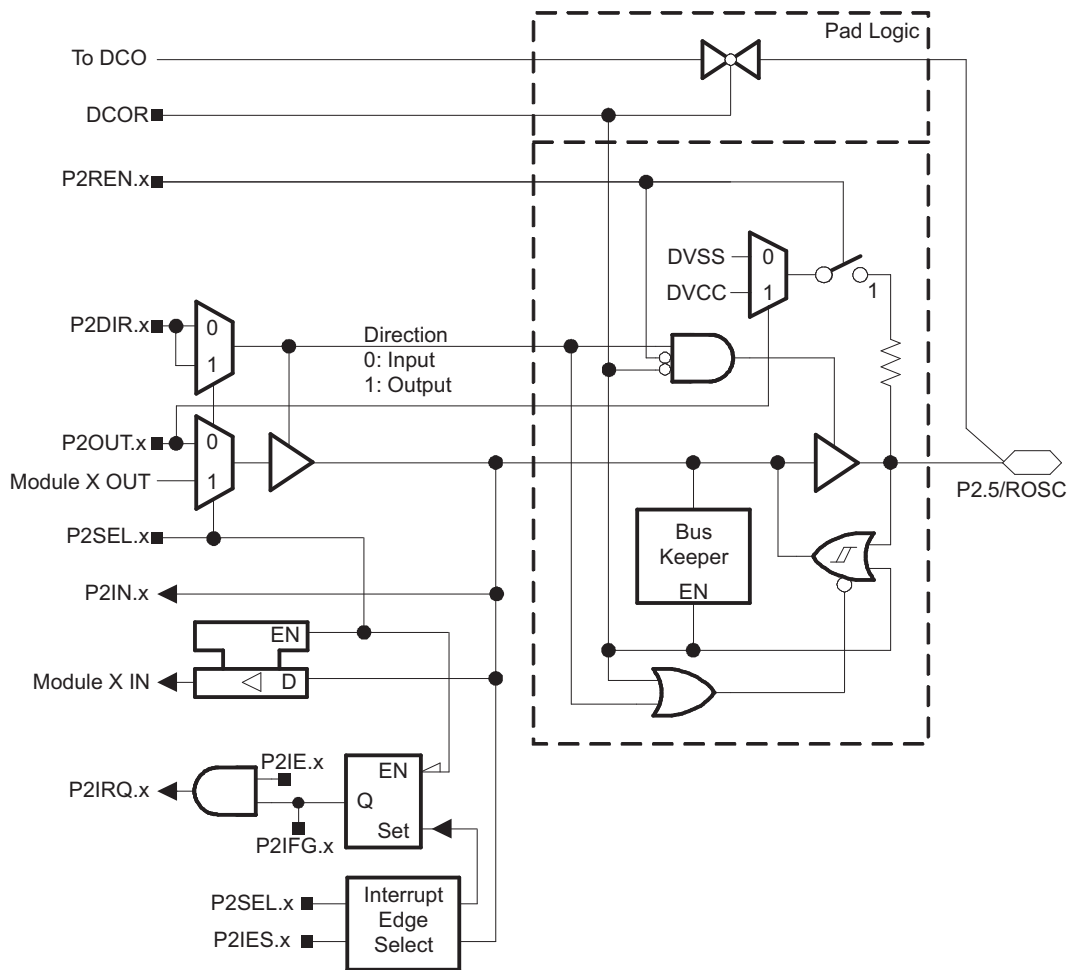 Pad Logic
To DCO
DCOR
P2REN.x
DVSS
0
DVCC
1
1
P2DIR.x
0
1
Direction
0: Input
1: Output
P2OUT.x
0
Module X OUT
1
P2SEL.x
P2.5/ROSC
Bus
Keeper
EN
P2IN.x
EN
Module X IN
D
P2IE.x
P2IRQ.x
EN
Q
Set
P2IFG.x
P2SEL.x
P2IES.x
Interrupt
Edge
Select